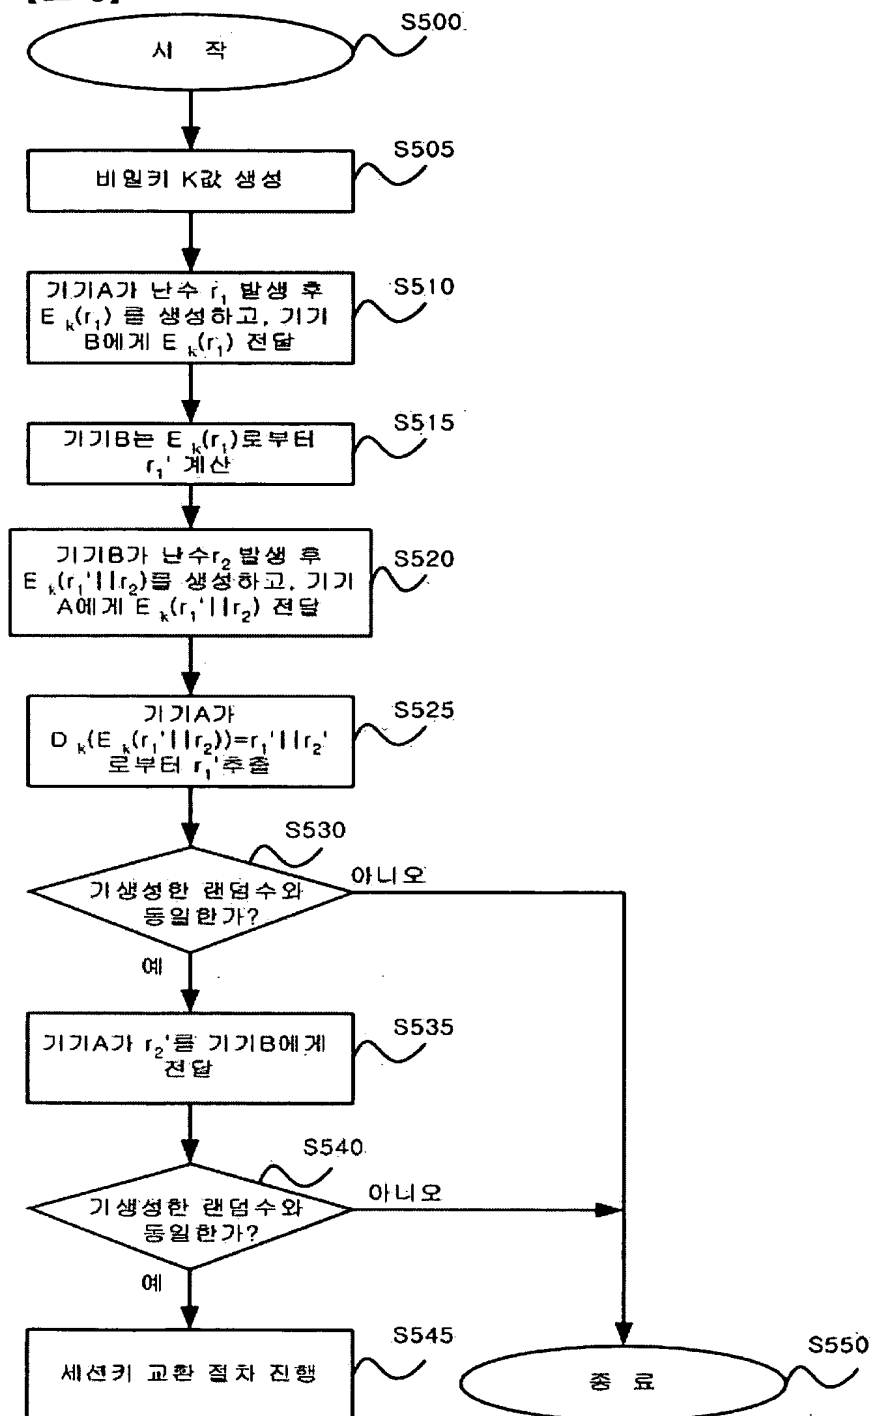 시 작
S500
비밀키 K값 생성
S505
기기A가 난수 r₁ 발생 후
E k(r₁) 를 생성하고, 기기
B에게 E k(r₁) 전달
S510
기기B는 E k(r₁)로부터
r₁' 계산
S515
기기B가 난수r₂ 발생 후
E k(r₁'||r₂)를 생성하고, 기기
A에게 E k(r₁'||r₂) 전달
S520
기기A가
D k(E k(r₁'||r₂))=r₁'||r₂'
로부터 r₁'추출
S525
S530
기생성한 랜덤수와
동일한가?
아니오
예
기기A가 r₂'를 기기B에게
전달
S535
S540
기생성한 랜덤수와
동일한가?
아니오
예
세션키 교환 절차 진행
S545
종 료
S550